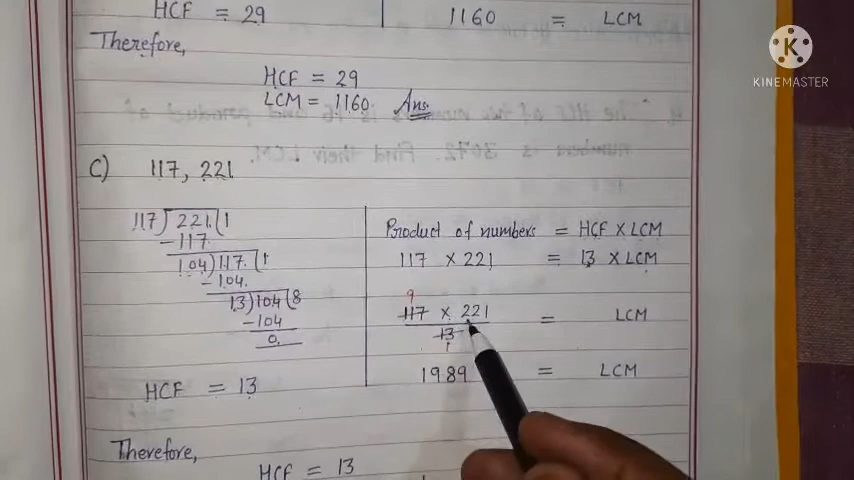 HCF = 29
1160 = LCM
Therefore,
HCF = 29
LCM = 1160. Ans.
C) 117, 221
117) 221 (1
-117
104) 117 (1
-104
13) 104 (8
-104
0
HCF = 13
Product of numbers = HCF X LCM
117 X 221 = 13 X LCM
9
117 X 221 = LCM
13
1
1989 = LCM
Therefore,
HCF = 13
K
KINEMASTER